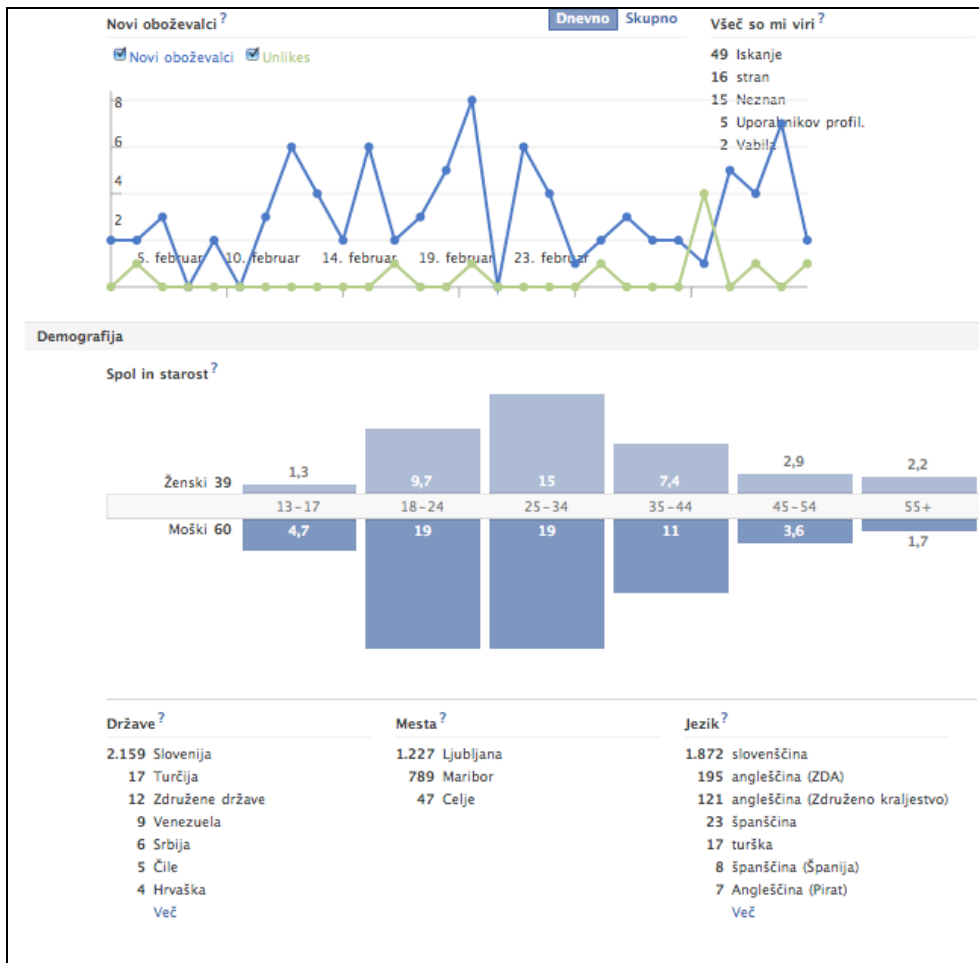 Novi oboževalci ?
Dnevno Skupno
Všeč so mi viri ?
Novi oboževalci Unlikes
49 Iskanje
16 stran
15 Neznan
5 Uporabnikov profil.
2 Vabila
8
6
4
2
5. februar 10. februar 14. februar 19. februar 23. februar
Demografija
Spol in starost ?
Ženski 39 1,3 9,7 15 7,4 2,9 2,2
13-17 18-24 25-34 35-44 45-54 55+
Moški 60 4,7 19 19 11 3,6 1,7
Države ?
2.159 Slovenija
17 Turčija
12 Združene države
9 Venezuela
6 Srbija
5 Čile
4 Hrvaška
Več
Mesta ?
1.227 Ljubljana
789 Maribor
47 Celje
Jezik ?
1.872 slovenščina
195 angleščina (ZDA)
121 angleščina (Združeno kraljestvo)
23 španščina
17 turška
8 španščina (Španija)
7 Angleščina (Pirat)
Več